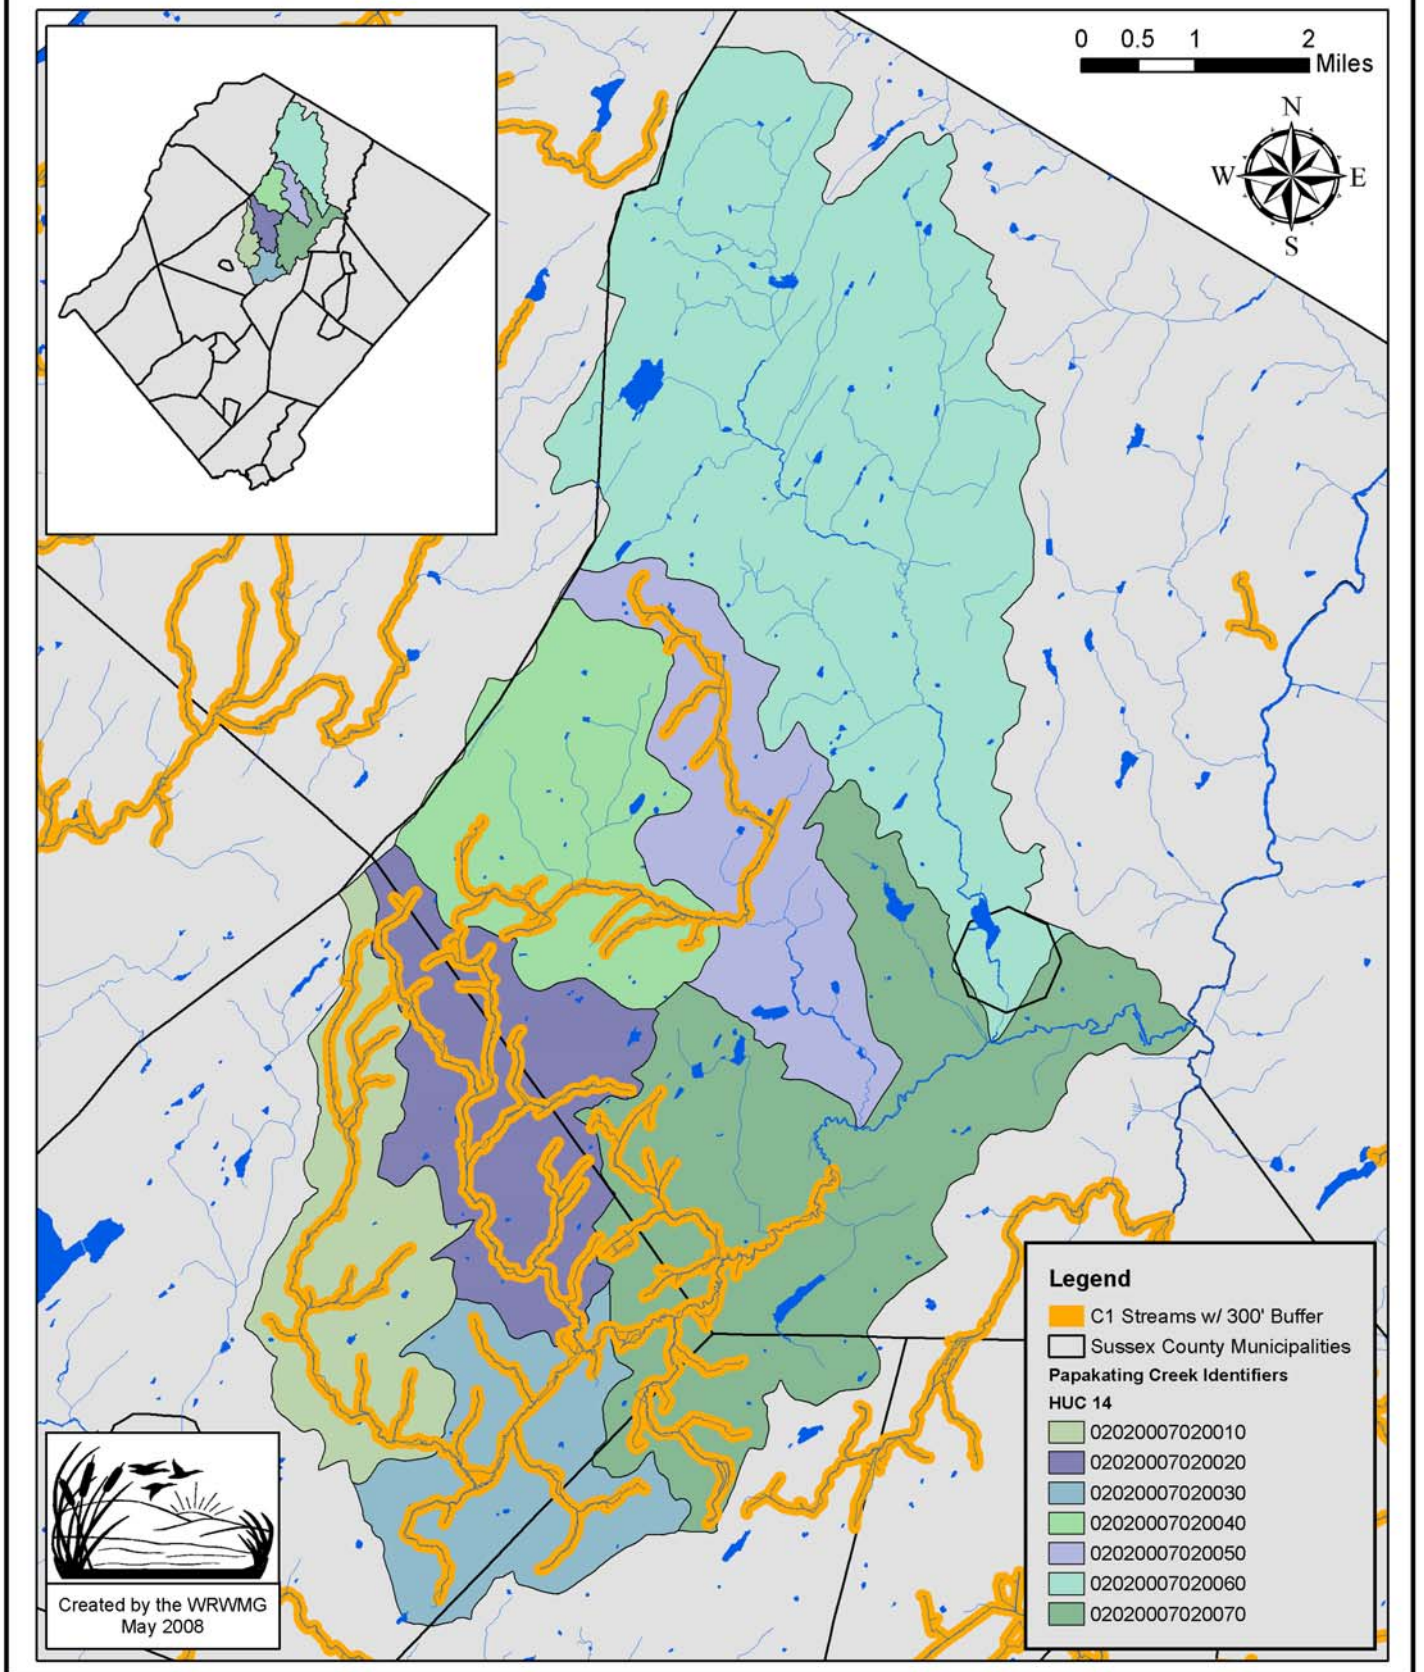 0 0.5 1 2
Miles
N
W E
S
Legend
C1 Streams w/ 300' Buffer
Sussex County Municipalities
Papakating Creek Identifiers
HUC 14
02020007020010
02020007020020
02020007020030
02020007020040
02020007020050
02020007020060
02020007020070
Created by the WRWMG
May 2008